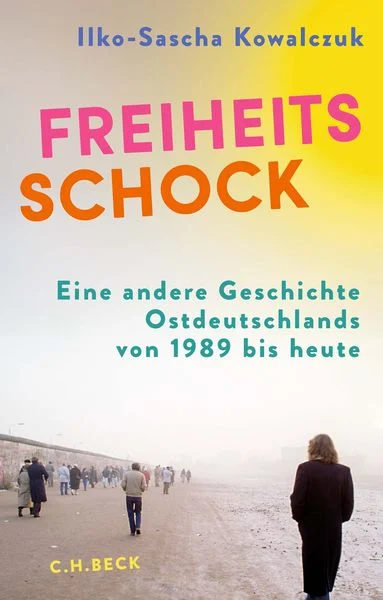 Ilko-Sascha Kowalczuk
FREIHEITS
SCHOCK
Eine andere Geschichte
Ostdeutschlands
von 1989 bis heute
C.H.BECK